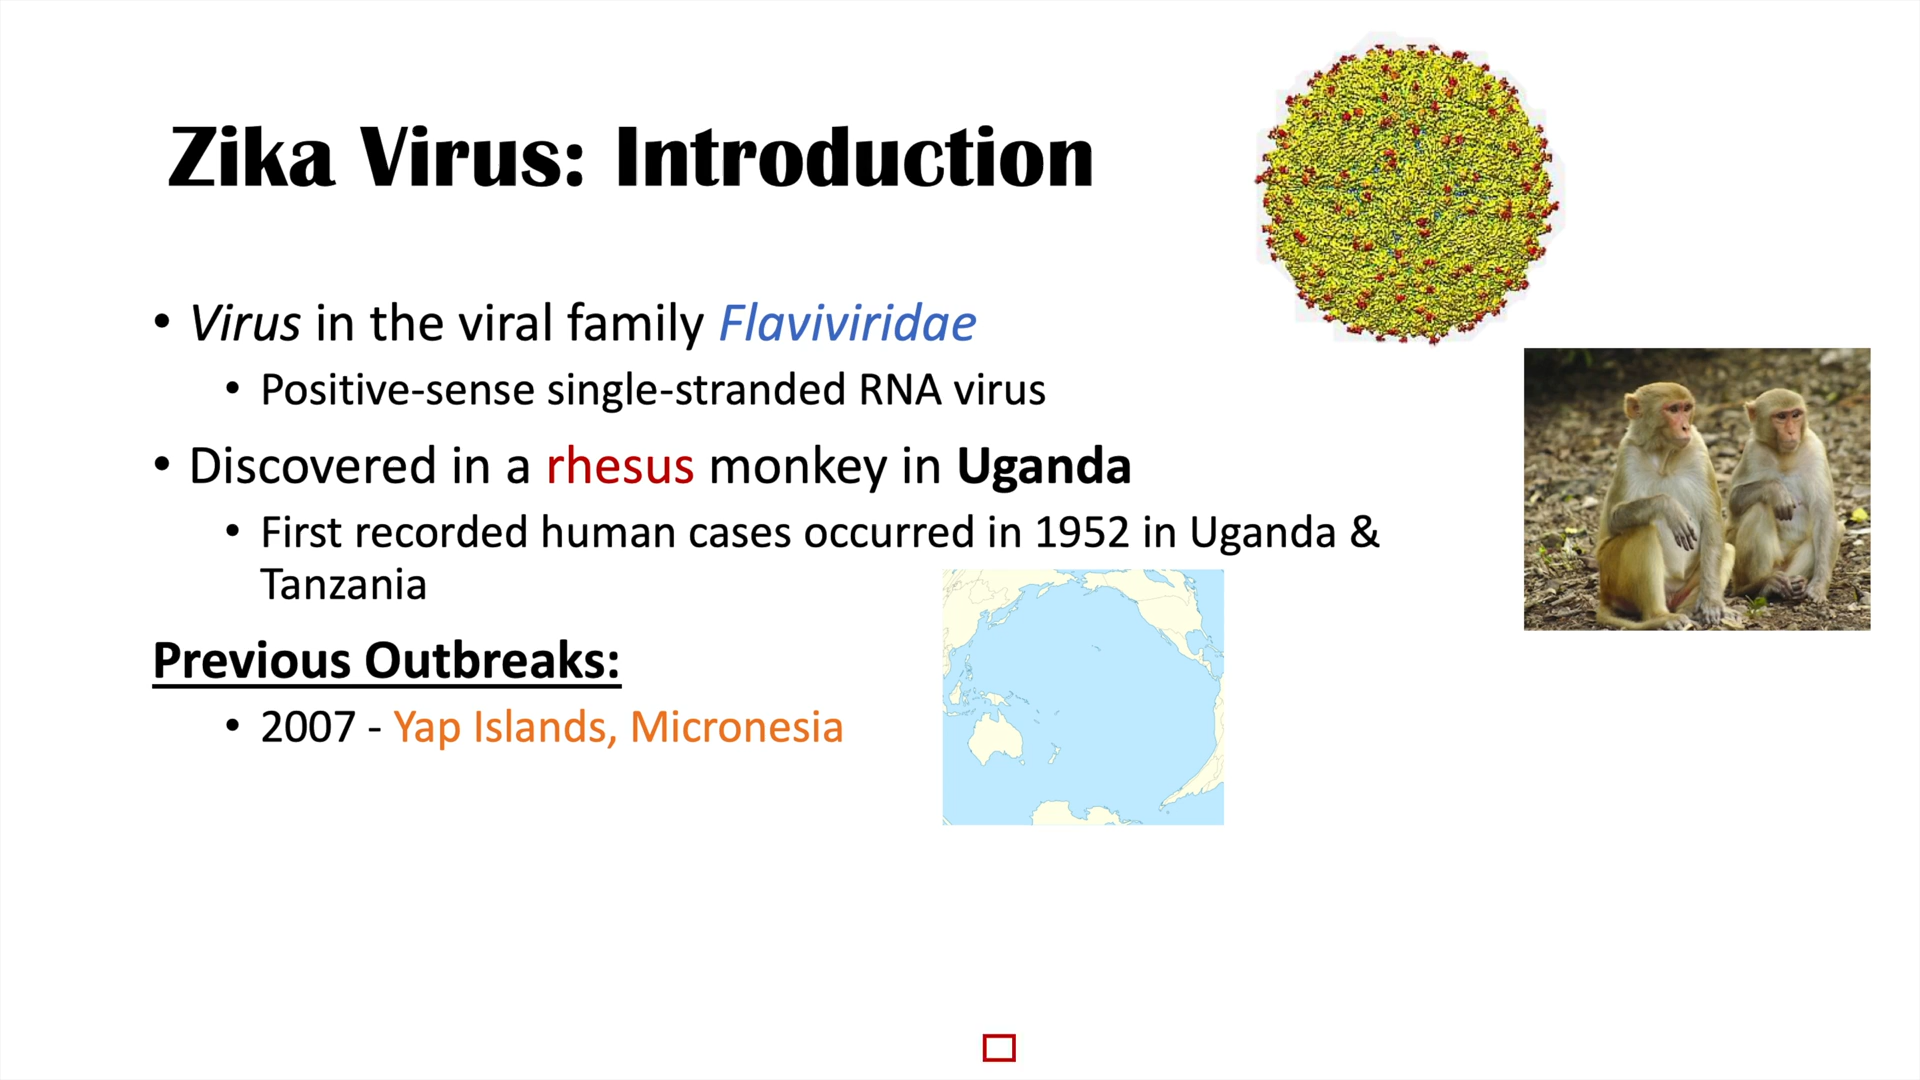 Zika Virus: Introduction
• Virus in the viral family Flaviviridae
• Positive-sense single-stranded RNA virus
• Discovered in a rhesus monkey in Uganda
• First recorded human cases occurred in 1952 in Uganda &
Tanzania
Previous Outbreaks:
• 2007 - Yap Islands, Micronesia